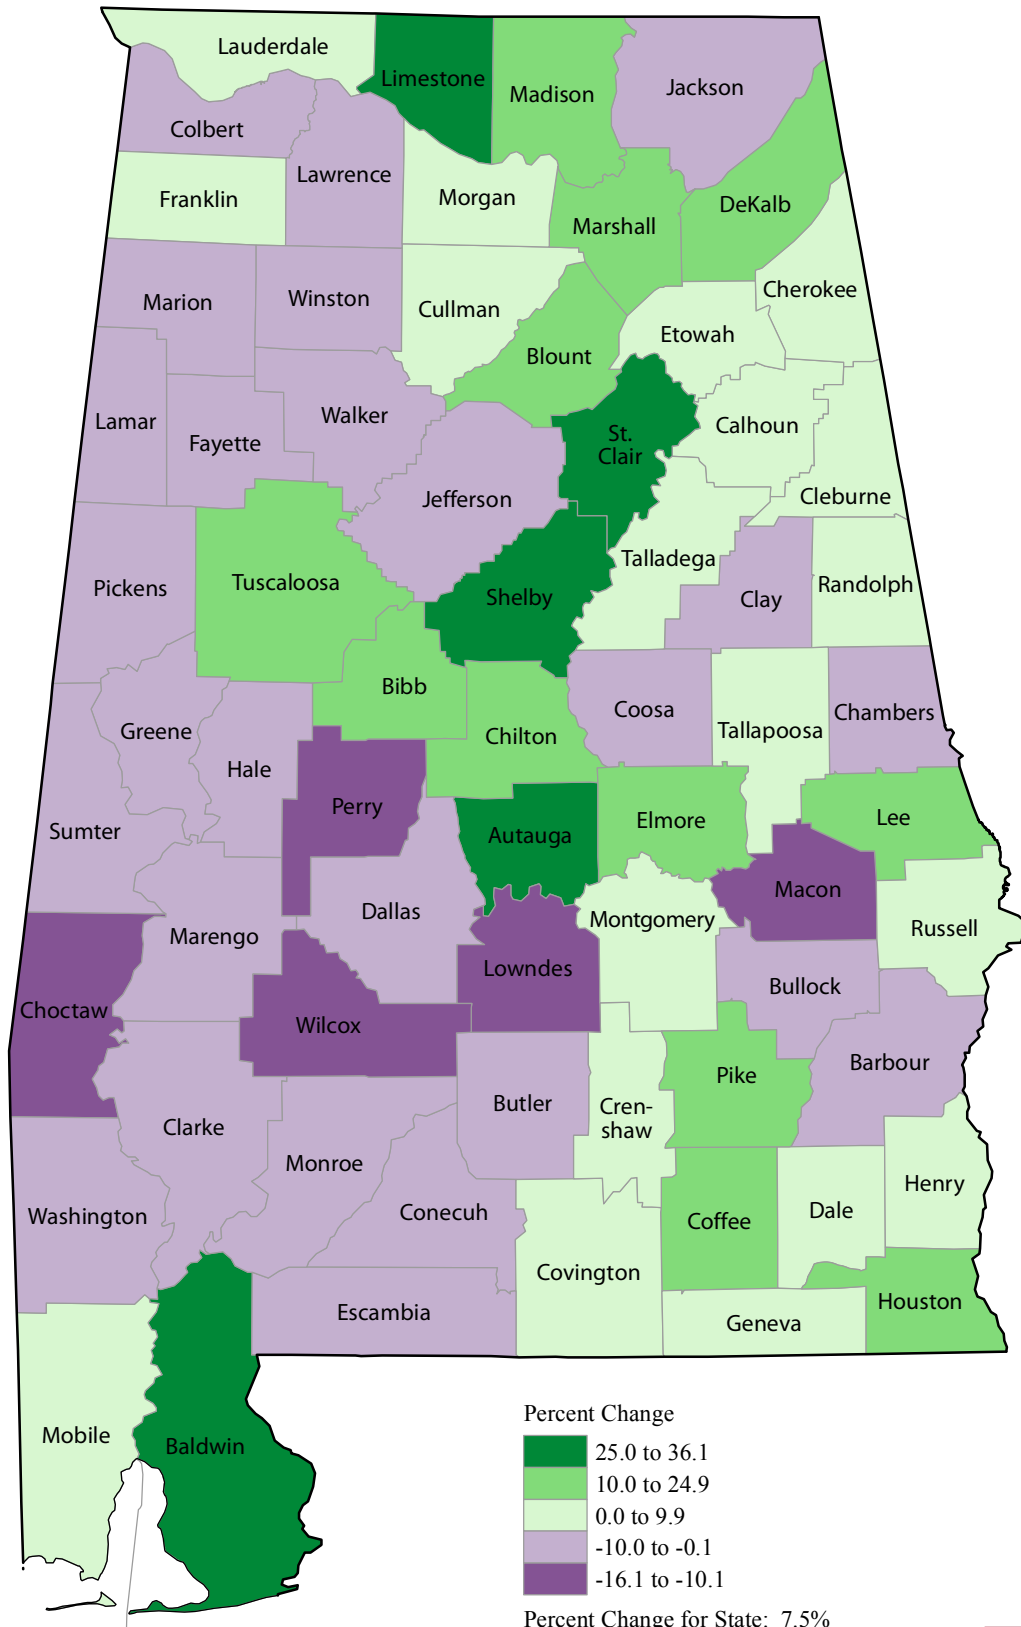 Lauderdale
Limestone
Madison
Jackson
Colbert
Lawrence
Franklin
Morgan
Marshall
DeKalb
Marion
Winston
Cullman
Cherokee
Blount
Etowah
Lamar
Fayette
Walker
St.
Clair
Calhoun
Jefferson
Cleburne
Talladega
Pickens
Tuscaloosa
Shelby
Clay
Randolph
Bibb
Greene
Chilton
Coosa
Tallapoosa
Chambers
Hale
Perry
Sumter
Autauga
Elmore
Lee
Macon
Dallas
Marengo
Montgomery
Russell
Lowndes
Choctaw
Wilcox
Bullock
Barbour
Pike
Butler
Cren-
shaw
Clarke
Monroe
Washington
Conecuh
Coffee
Dale
Henry
Covington
Escambia
Geneva
Houston
Mobile
Baldwin
Percent Change
25.0 to 36.1
10.0 to 24.9
0.0 to 9.9
-10.0 to -0.1
-16.1 to -10.1
Percent Change for State: 7.5%